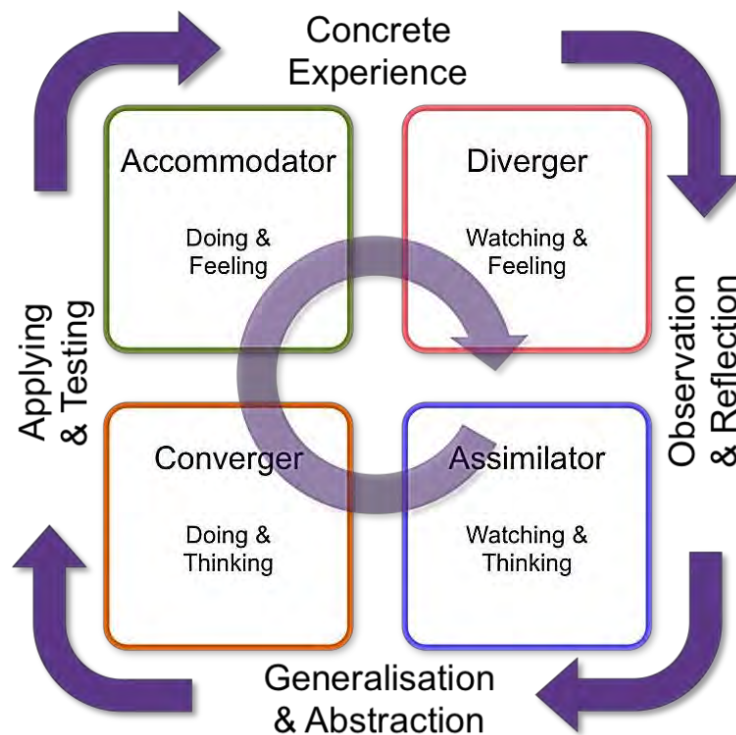 Concrete
Experience
Accommodator
Doing &
Feeling
Diverger
Watching &
Feeling
Applying
& Testing
Observation
& Reflection
Converger
Doing &
Thinking
Assimilator
Watching &
Thinking
Generalisation
& Abstraction